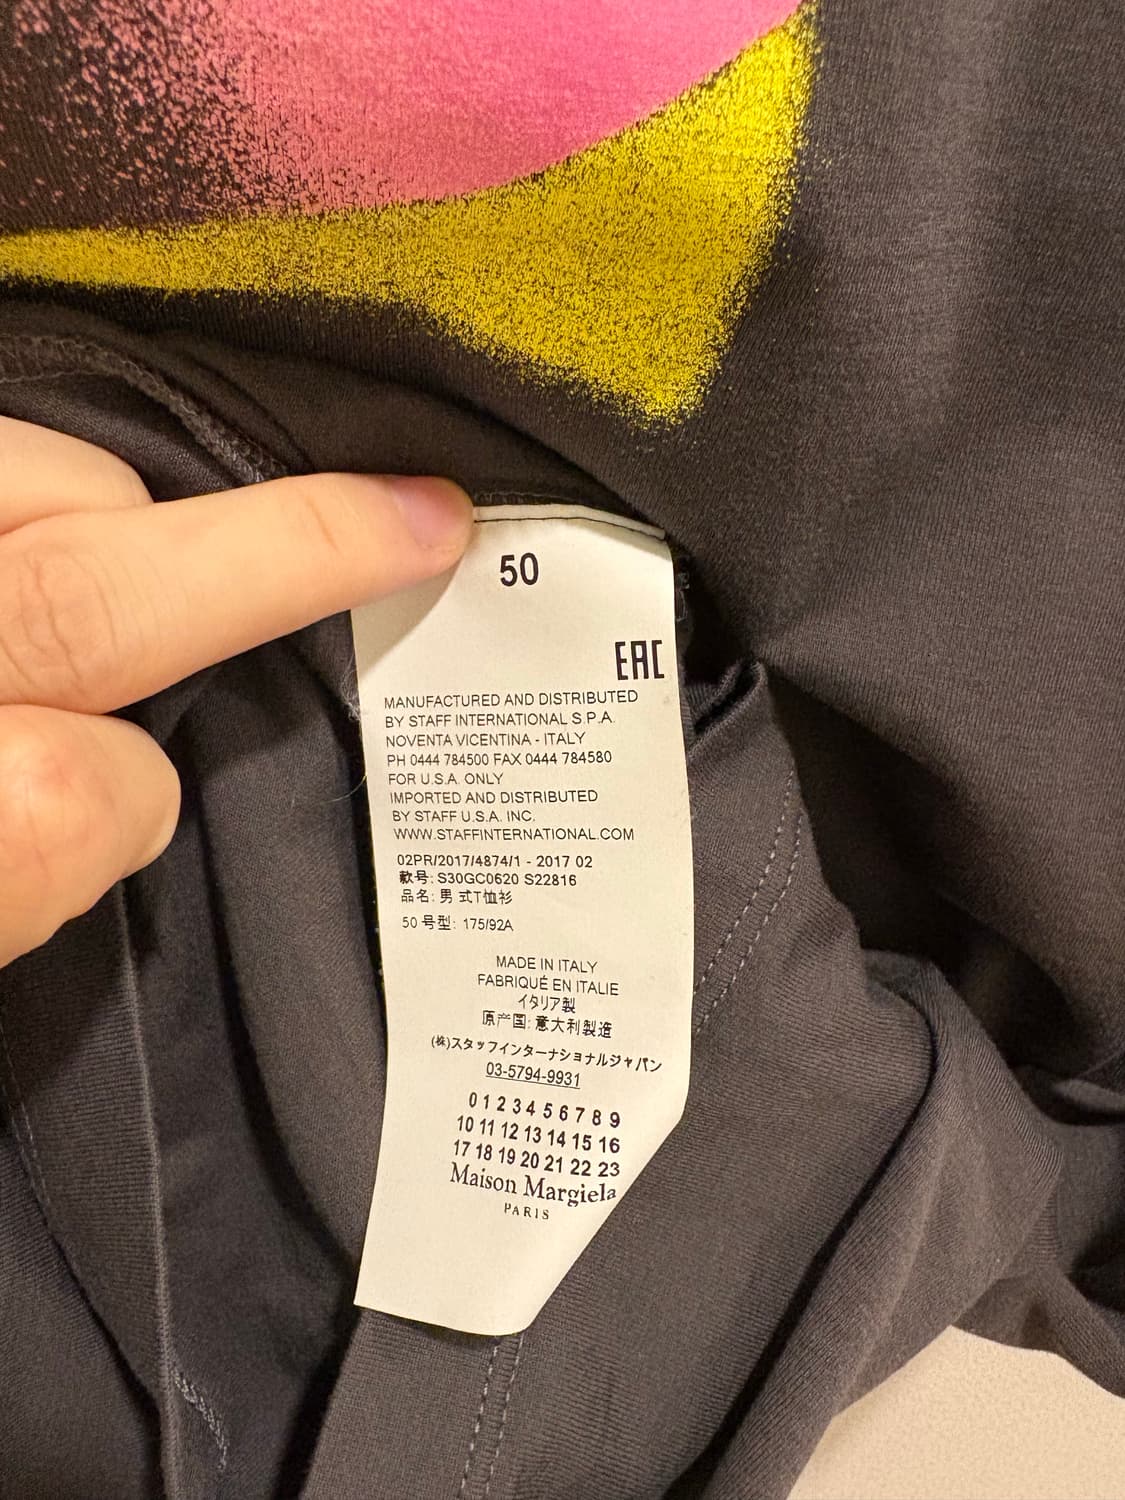 50
EAC
MANUFACTURED AND DISTRIBUTED
BY STAFF INTERNATIONAL S.P.A.
NOVENTA VICENTINA - ITALY
PH 0444 784500 FAX 0444 784580
FOR U.S.A. ONLY
IMPORTED AND DISTRIBUTED
BY STAFF U.S.A. INC.
WWW.STAFFINTERNATIONAL.COM
02PR/2017/4874/1 - 2017 02
款号: S30GC0620 S22816
品名: 男 式T恤衫
50 号型: 175/92A
MADE IN ITALY
FABRIQUÉ EN ITALIE
イタリア製
原产国: 意大利製造
(株)スタッフインターナショナルジャパン
03-5794-9931
0 1 2 3 4 5 6 7 8 9
10 11 12 13 14 15 16
17 18 19 20 21 22 23
Maison Margiela
PARIS